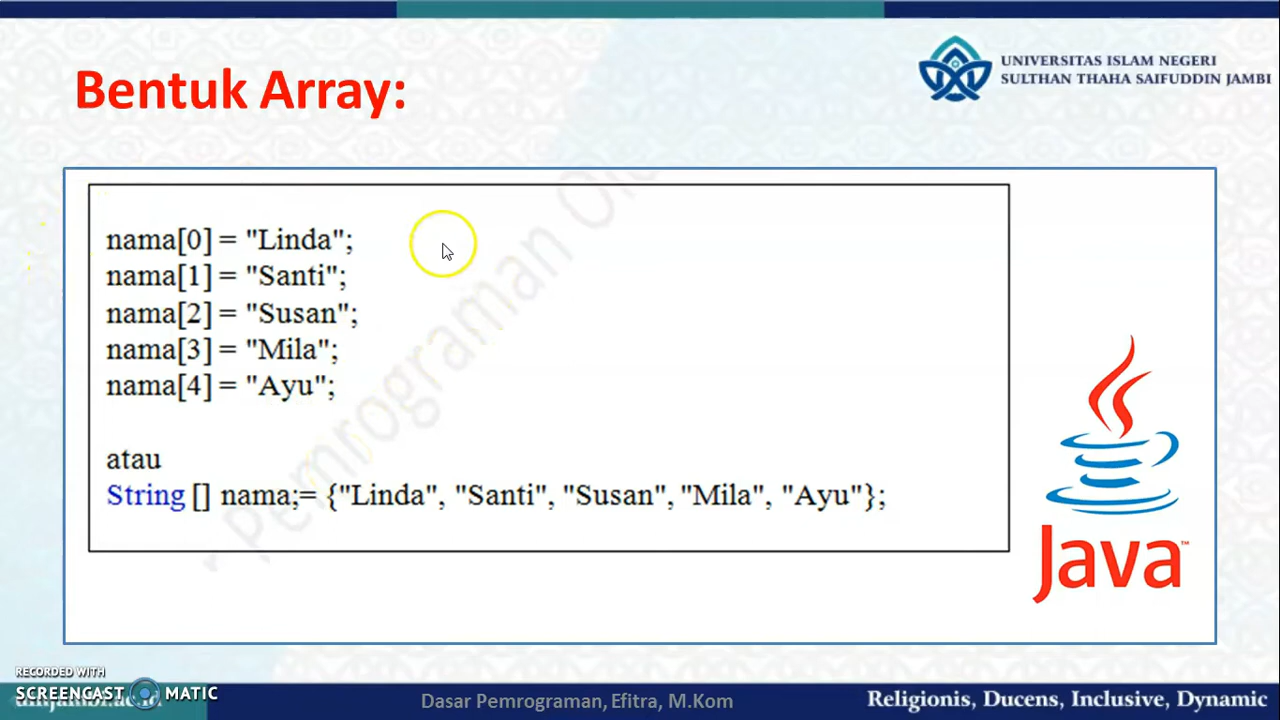 UNIVERSITAS ISLAM NEGERI
SULTHAN THAHA SAIFUDDIN JAMBI
Bentuk Array:
nama[0] = "Linda";
nama[1] = "Santi";
nama[2] = "Susan";
nama[3] = "Mila";
nama[4] = "Ayu";
atau
String [] nama;= {"Linda", "Santi", "Susan", "Mila", "Ayu"};
Pemrograman
Java™
RECORDED WITH
SCREENCAST MATIC
Dasar Pemrograman, Efitra, M.Kom
Religionis, Ducens, Inclusive, Dynamic